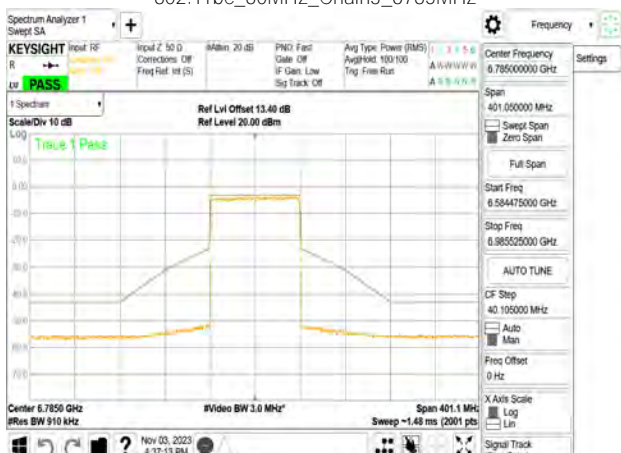 802.11be_80MHz_Chain3_6785MHz
Spectrum Analyzer 1
Swept SA
Frequency
KEYSIGHT
Input: RF
Input Z: 50 Ω
Corrections: Off
Freq Ref: Int (S)
#Atten: 20 dB
PNO: Fast
Gate: Off
IF Gain: Low
Sig Track: Off
Avg Type: Power (RMS)
Avg|Hold: 100/100
Trig: Free Run
R
PASS
Center Frequency
6.785000000 GHz
Settings
Span
401.050000 MHz
Swept Span
Zero Span
Full Span
Start Freq
6.584475000 GHz
Stop Freq
6.985525000 GHz
AUTO TUNE
CF Step
40.105000 MHz
Auto
Man
Freq Offset
0 Hz
X Axis Scale
Log
Lin
Signal Track
1 Spectrum
Scale/Div 10 dB
Ref Lvl Offset 13.40 dB
Ref Level 20.00 dBm
Log
Trace 1 Pass
Center 6.7850 GHz
#Res BW 910 kHz
#Video BW 3.0 MHz*
Span 401.1 MHz
Sweep ~1.48 ms (2001 pts
Nov 03, 2023
4:37:13 PM